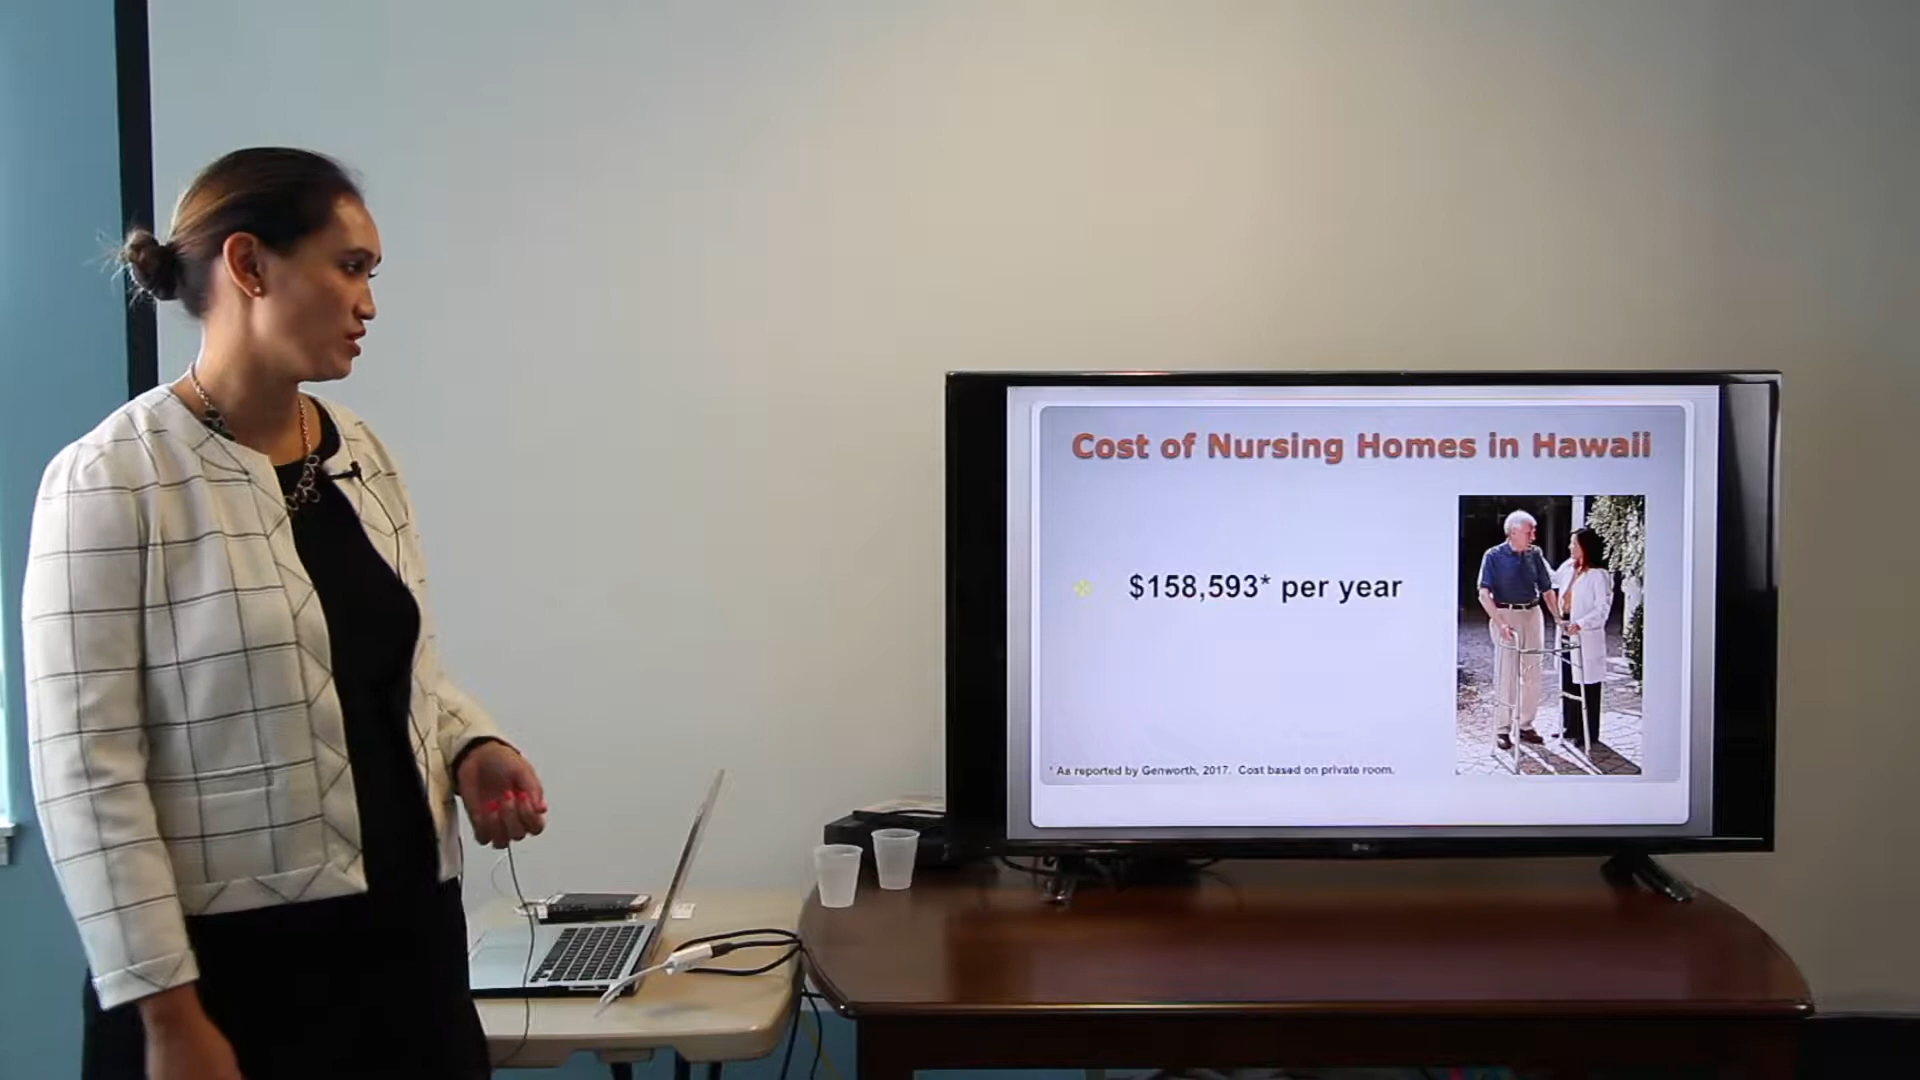 Cost of Nursing Homes in Hawaii
$158,593* per year
* As reported by Genworth, 2017. Cost based on private room.